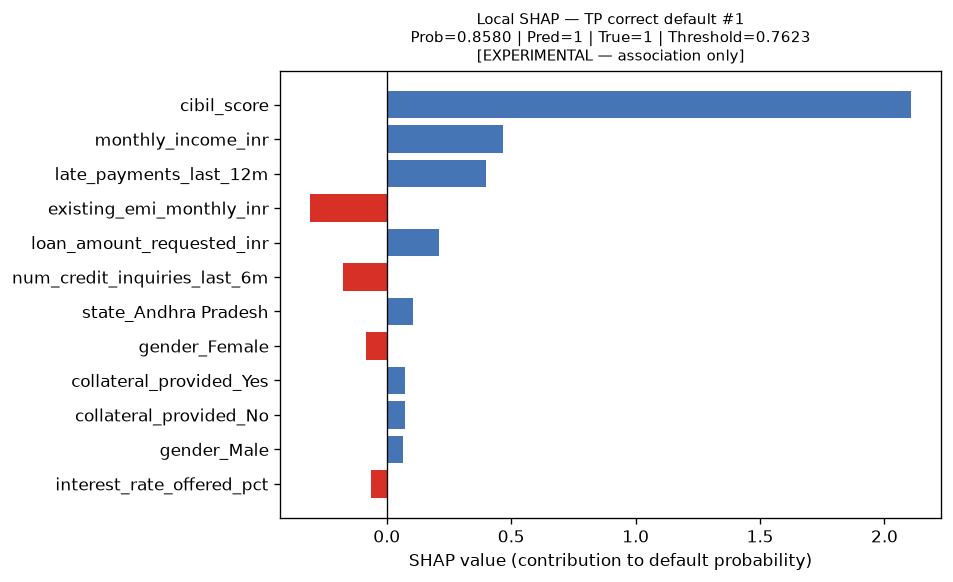 Local SHAP — TP correct default #1
Prob=0.8580 | Pred=1 | True=1 | Threshold=0.7623
[EXPERIMENTAL — association only]
cibil_score
monthly_income_inr
late_payments_last_12m
existing_emi_monthly_inr
loan_amount_requested_inr
num_credit_inquiries_last_6m
state_Andhra Pradesh
gender_Female
collateral_provided_Yes
collateral_provided_No
gender_Male
interest_rate_offered_pct
0.0 0.5 1.0 1.5 2.0
SHAP value (contribution to default probability)